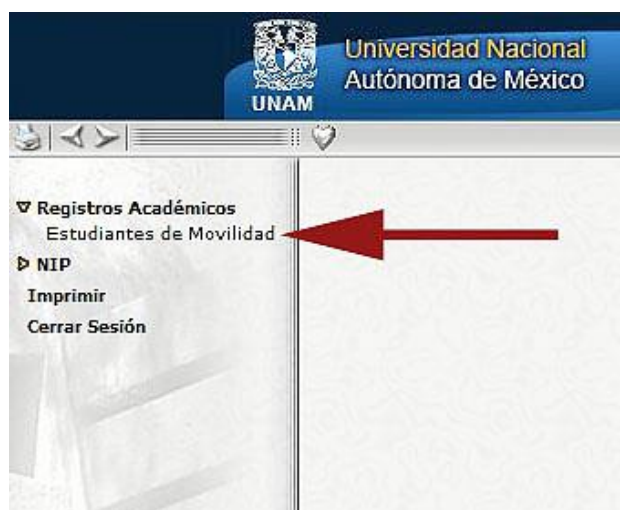 Universidad Nacional
Autónoma de México
UNAM
Registros Académicos
Estudiantes de Movilidad
NIP
Imprimir
Cerrar Sesión